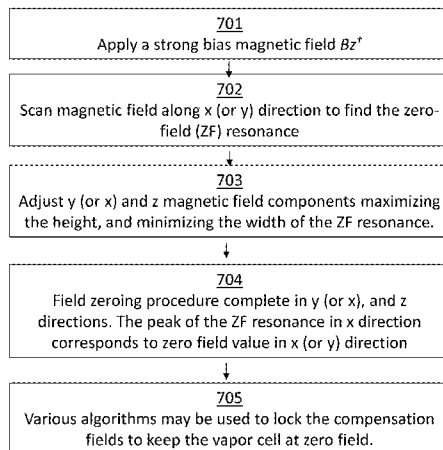 701
Apply a strong bias magnetic field Bz†
702
Scan magnetic field along x (or y) direction to find the zero-
field (ZF) resonance
703
Adjust y (or x) and z magnetic field components maximizing
the height, and minimizing the width of the ZF resonance.
704
Field zeroing procedure complete in y (or x), and z
directions. The peak of the ZF resonance in x direction
corresponds to zero field value in x (or y) direction
705
Various algorithms may be used to lock the compensation
fields to keep the vapor cell at zero field.